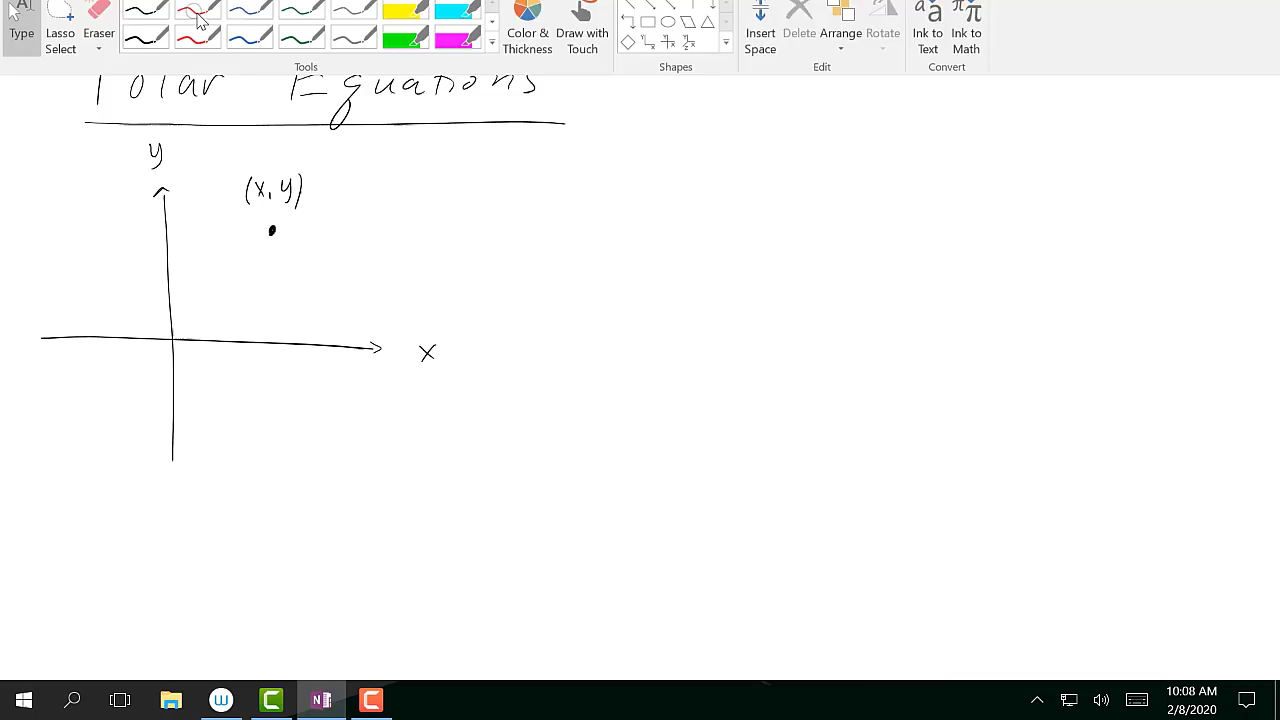 Type
Lasso
Select
Eraser
Color &
Thickness
Draw with
Touch
Insert
Space
Delete
Arrange
Rotate
Ink to
Text
Ink to
Math
Tools
Shapes
Edit
Convert
Polar Equations
y
(x, y)
x
10:08 AM
2/8/2020